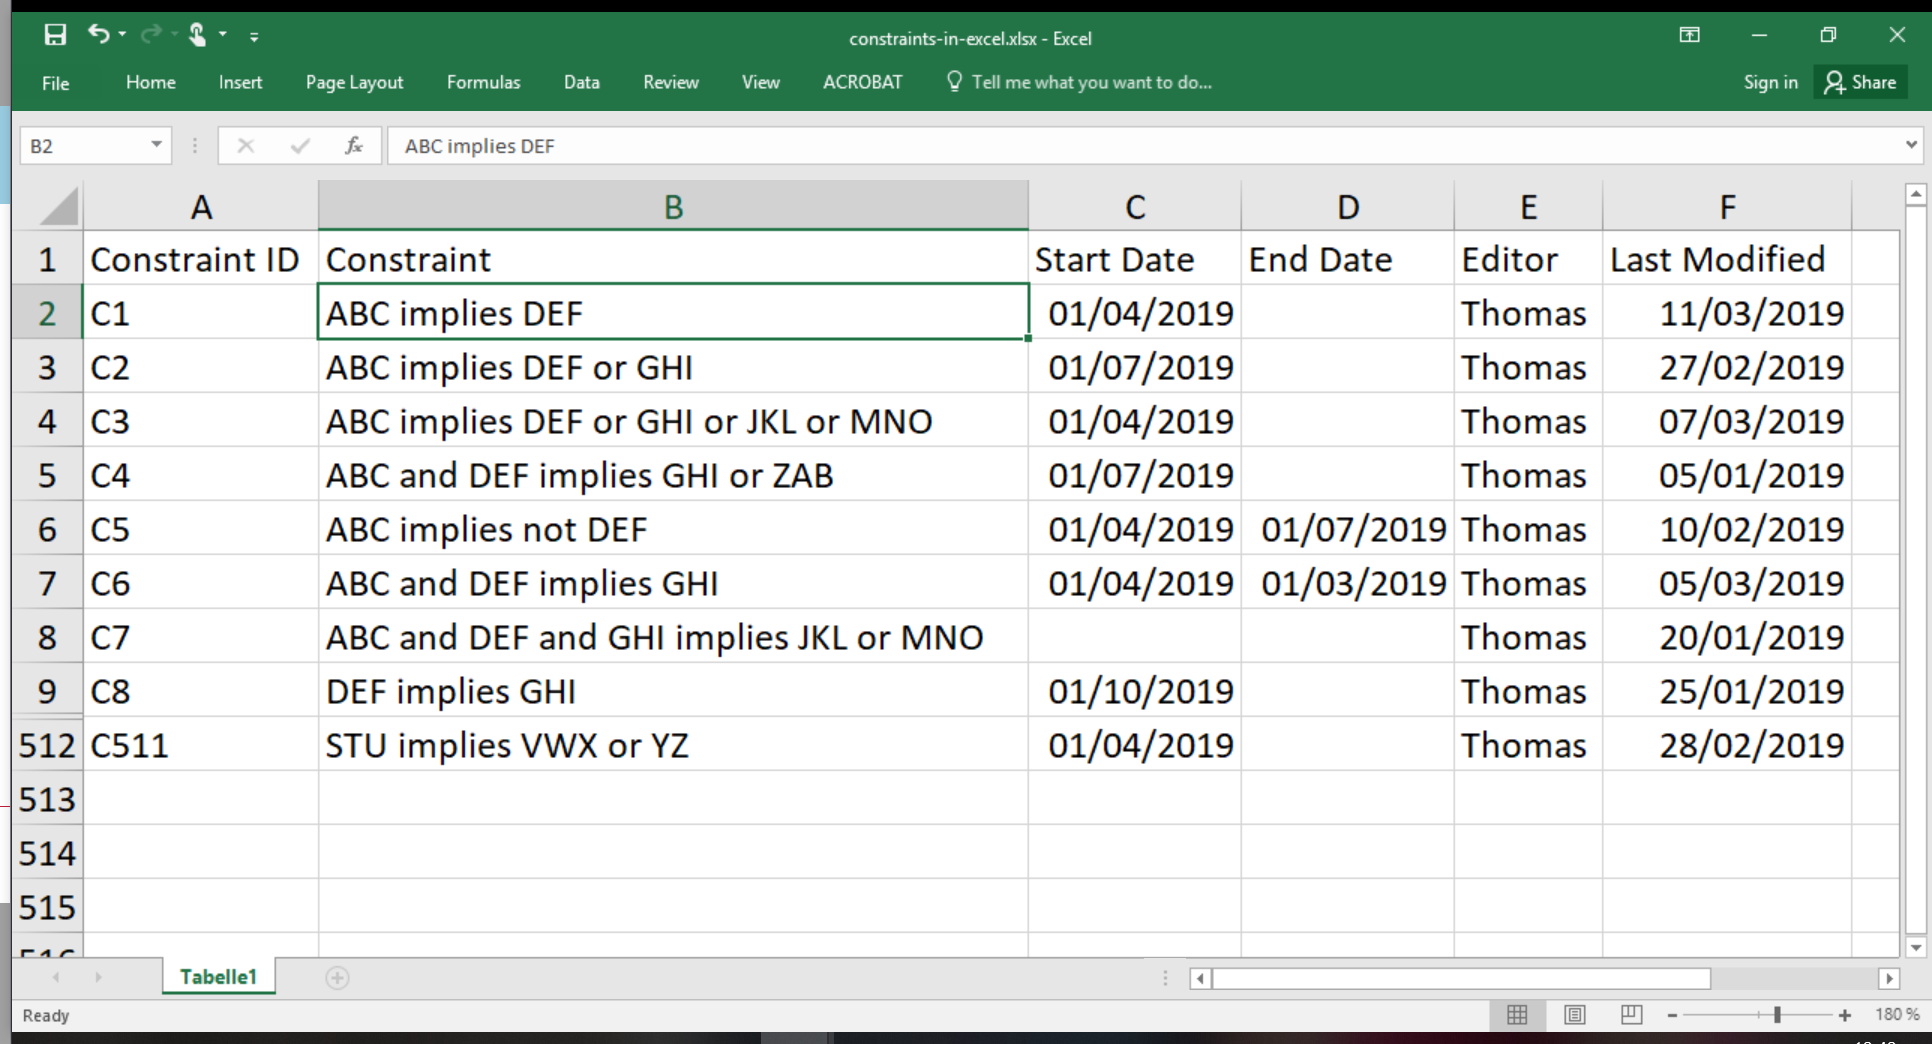 constraints-in-excel.xlsx - Excel
File Home Insert Page Layout Formulas Data Review View ACROBAT Tell me what you want to do... Sign in Share
B2 fx ABC implies DEF
A B C D E F
1 Constraint ID Constraint Start Date End Date Editor Last Modified
2 C1 ABC implies DEF 01/04/2019 Thomas 11/03/2019
3 C2 ABC implies DEF or GHI 01/07/2019 Thomas 27/02/2019
4 C3 ABC implies DEF or GHI or JKL or MNO 01/04/2019 Thomas 07/03/2019
5 C4 ABC and DEF implies GHI or ZAB 01/07/2019 Thomas 05/01/2019
6 C5 ABC implies not DEF 01/04/2019 01/07/2019 Thomas 10/02/2019
7 C6 ABC and DEF implies GHI 01/04/2019 01/03/2019 Thomas 05/03/2019
8 C7 ABC and DEF and GHI implies JKL or MNO Thomas 20/01/2019
9 C8 DEF implies GHI 01/10/2019 Thomas 25/01/2019
512 C511 STU implies VWX or YZ 01/04/2019 Thomas 28/02/2019
513
514
515
Tabelle1
Ready 180 %